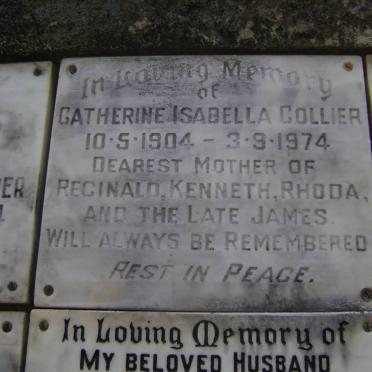 In Loving Memory
of
CATHERINE ISABELLA COLLIER
10·5·1904 - 3·9·1974
DEAREST MOTHER OF
REGINALD, KENNETH, RHODA,
AND THE LATE JAMES.
WILL ALWAYS BE REMEMBERED
REST IN PEACE.
In Loving Memory of
MY BELOVED HUSBAND